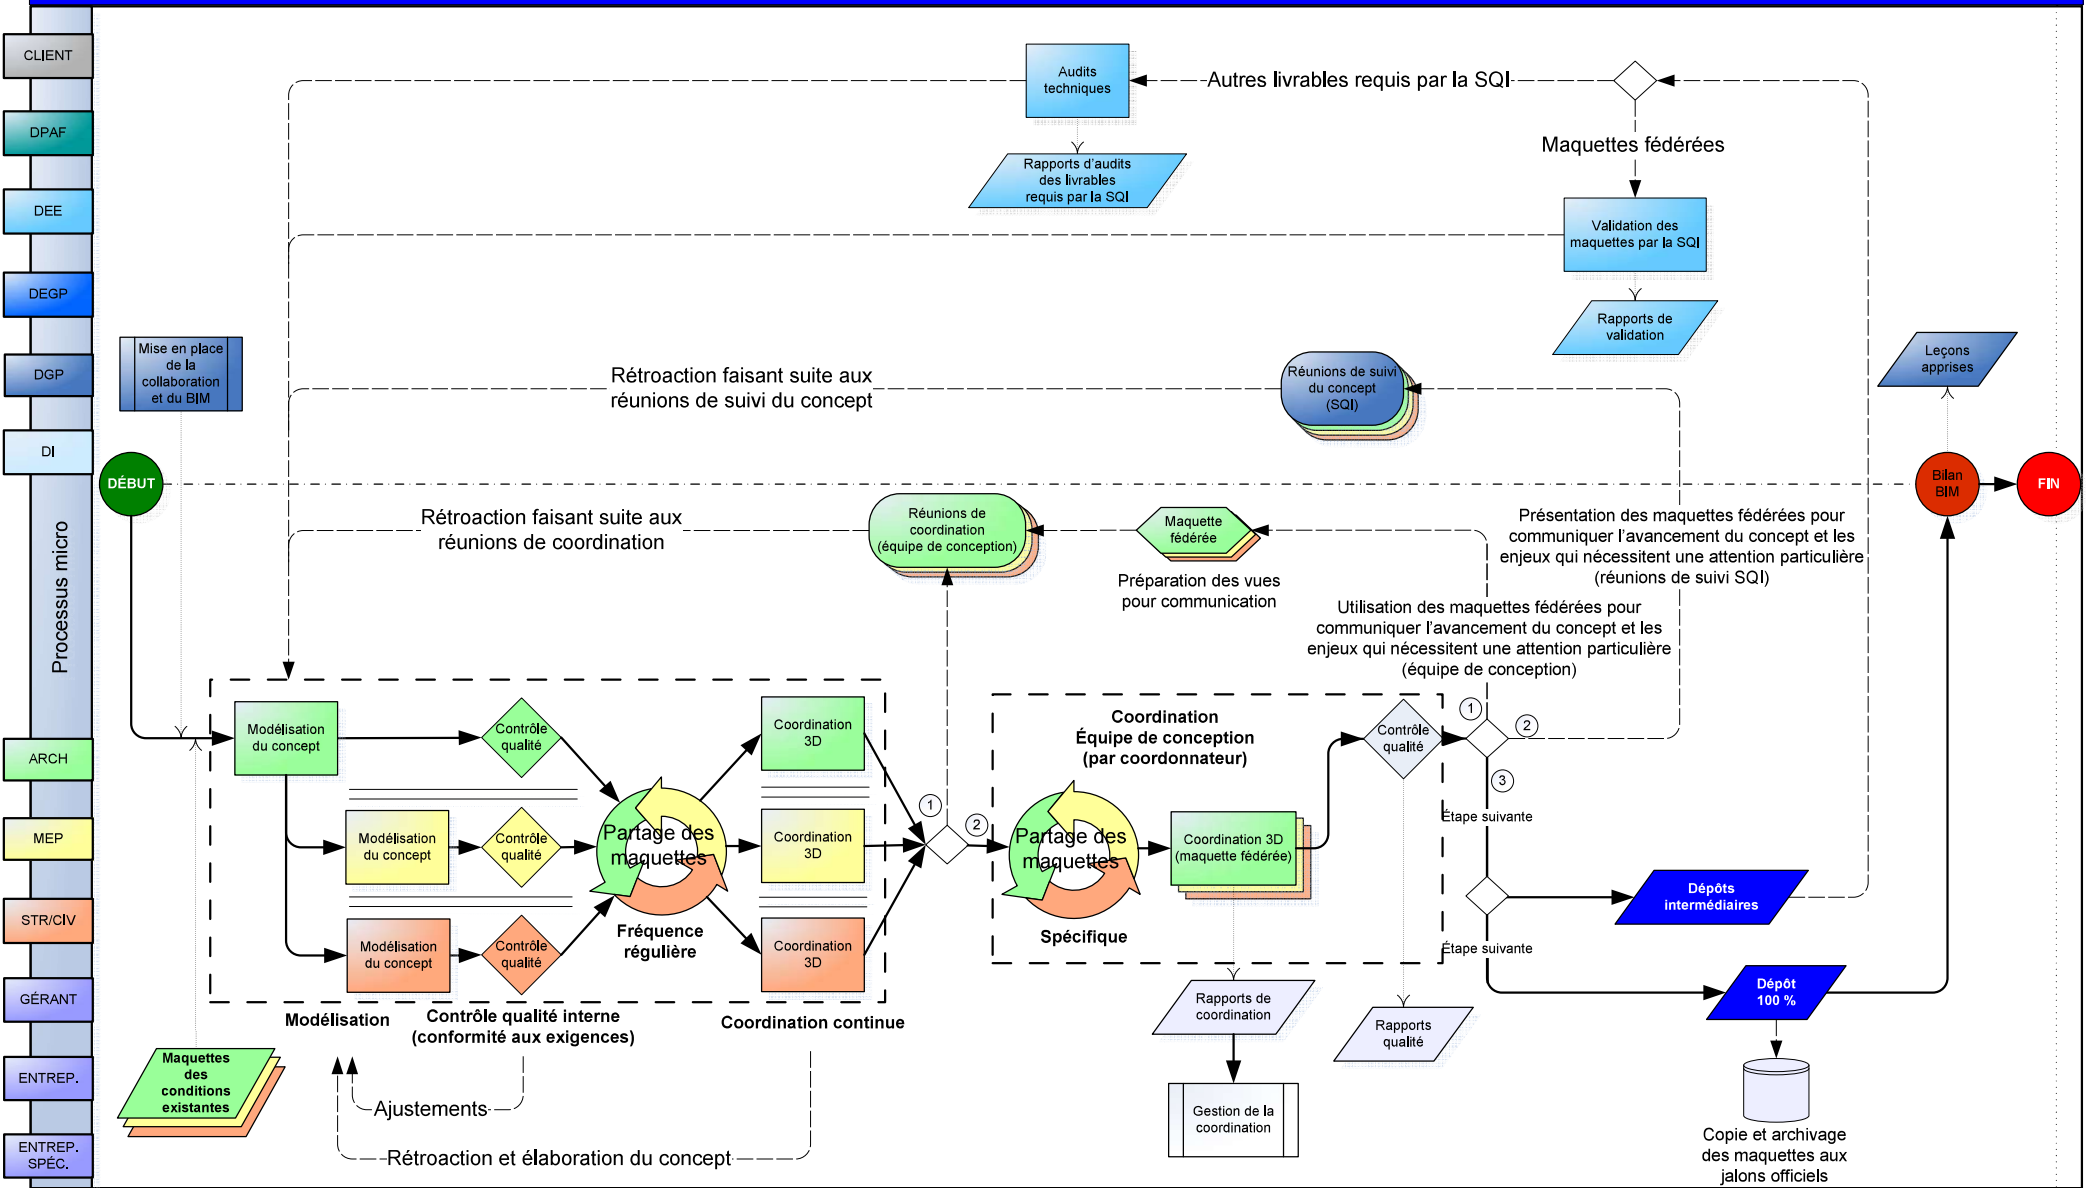 CLIENT
DPAF
DEE
DEGP
DGP
DI
Processus micro
ARCH
MEP
STR/CIV
GÉRANT
ENTREP.
ENTREP.
SPÉC.
Audits
techniques
Autres livrables requis par la SQI
Rapports d'audits
des livrables
requis par la SQI
Maquettes fédérées
Validation des
maquettes par la SQI
Rapports de
validation
Mise en place
de la
collaboration
et du BIM
Rétroaction faisant suite aux
réunions de suivi du concept
Réunions de suivi
du concept
(SQI)
Leçons
apprises
DÉBUT
Bilan
BIM
FIN
Rétroaction faisant suite aux
réunions de coordination
Réunions de
coordination
(équipe de conception)
Maquette
fédérée
Préparation des vues
pour communication
Présentation des maquettes fédérées pour
communiquer l'avancement du concept et les
enjeux qui nécessitent une attention particulière
(réunions de suivi SQI)
Utilisation des maquettes fédérées pour
communiquer l'avancement du concept et les
enjeux qui nécessitent une attention particulière
(équipe de conception)
Modélisation
du concept
Contrôle
qualité
Coordination
3D
Modélisation
du concept
Contrôle
qualité
Partage des
maquettes
Coordination
3D
Modélisation
du concept
Contrôle
qualité
Fréquence
régulière
Coordination
3D
1
2
Coordination
Équipe de conception
(par coordonnateur)
Contrôle
qualité
1
2
3
Partage des
maquettes
Coordination 3D
(maquette fédérée)
Spécifique
Étape suivante
Dépôts
intermédiaires
Étape suivante
Dépôt
100 %
Modélisation
Contrôle qualité interne
(conformité aux exigences)
Coordination continue
Rapports de
coordination
Rapports
qualité
Maquettes
des
conditions
existantes
Ajustements
Rétroaction et élaboration du concept
Gestion de la
coordination
Copie et archivage
des maquettes aux
jalons officiels